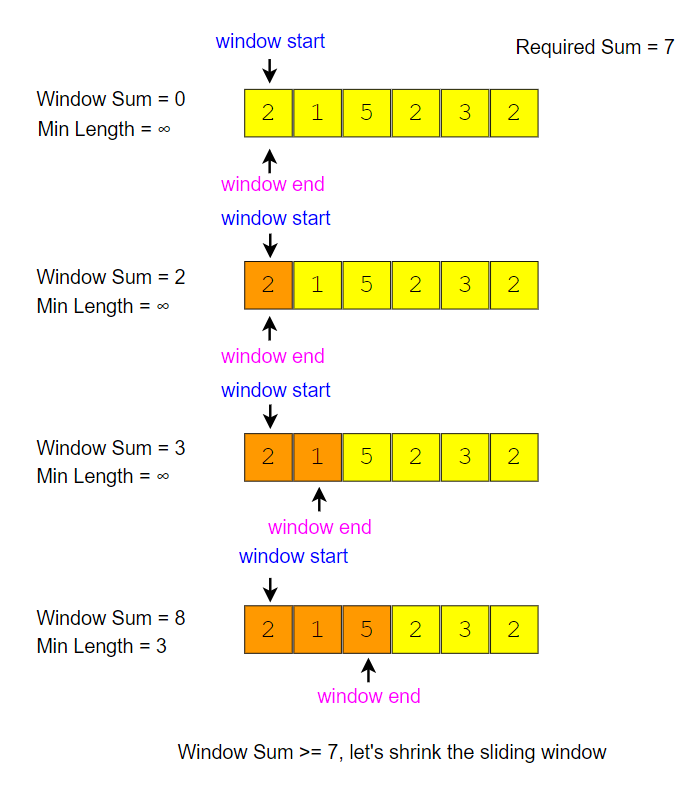 window start
Required Sum = 7
Window Sum = 0
2 1 5 2 3 2
Min Length = ∞
window end
window start
Window Sum = 2
2 1 5 2 3 2
Min Length = ∞
window end
window start
Window Sum = 3
2 1 5 2 3 2
Min Length = ∞
window end
window start
Window Sum = 8
2 1 5 2 3 2
Min Length = 3
window end
Window Sum >= 7, let's shrink the sliding window